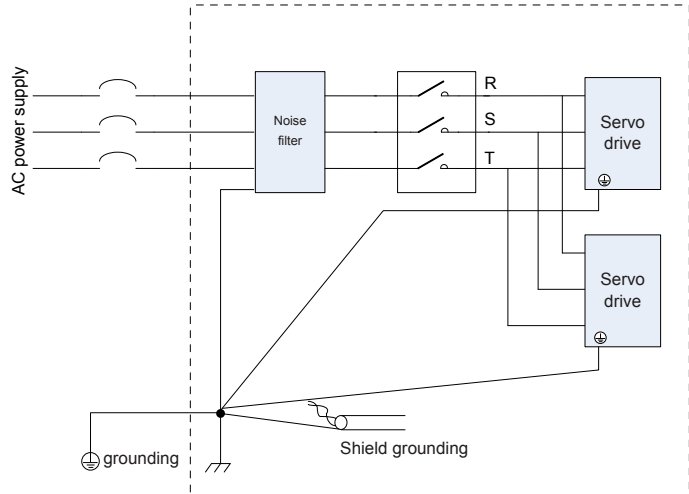 AC power supply
Noise
filter
R
S
T
Servo
drive
Servo
drive
grounding
Shield grounding